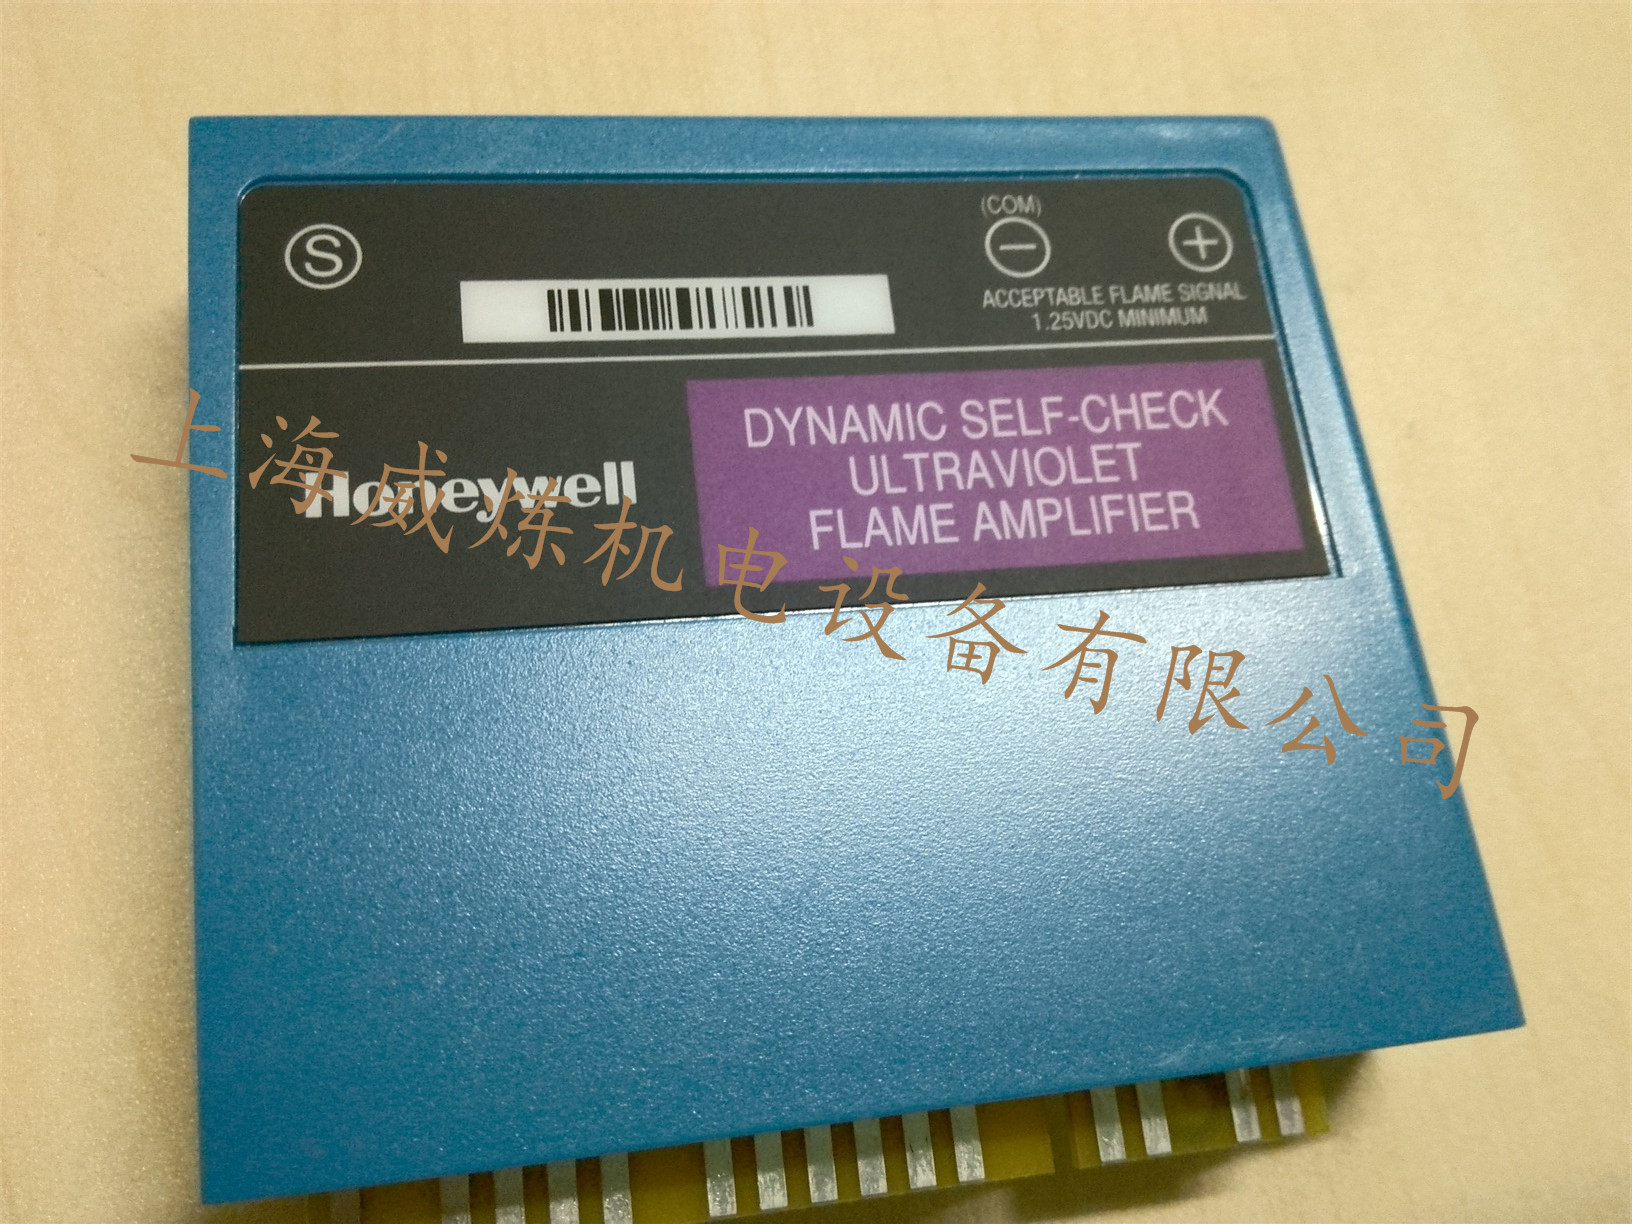 (COM)
S
− +
ACCEPTABLE FLAME SIGNAL
1.25VDC MINIMUM
Honeywell
DYNAMIC SELF-CHECK
ULTRAVIOLET
FLAME AMPLIFIER
上海威炼机电设备有限公司